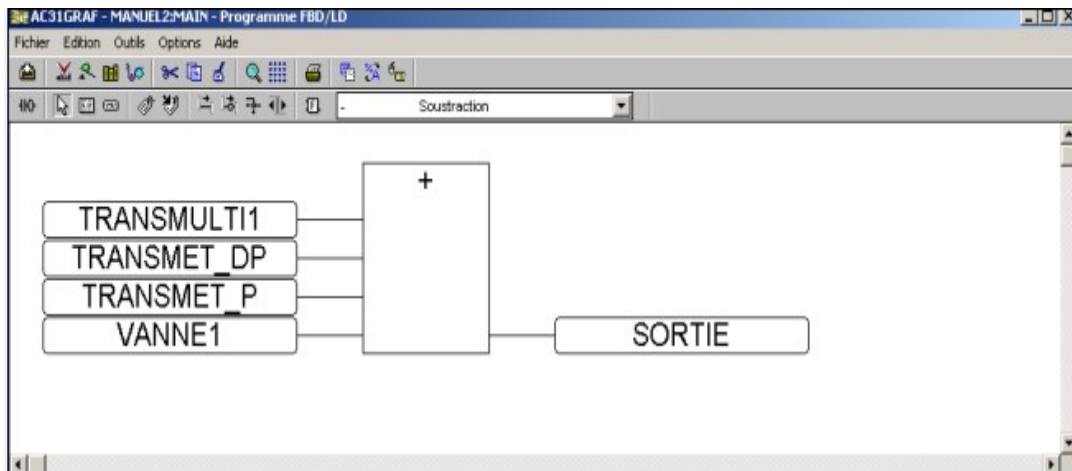 AC31GRAF - MANUEL2:MAIN - Programme FBD/LD
Fichier Edition Outils Options Aide
- Soustraction
+
TRANSMULTI1
TRANSMET_DP
TRANSMET_P
VANNE1
SORTIE